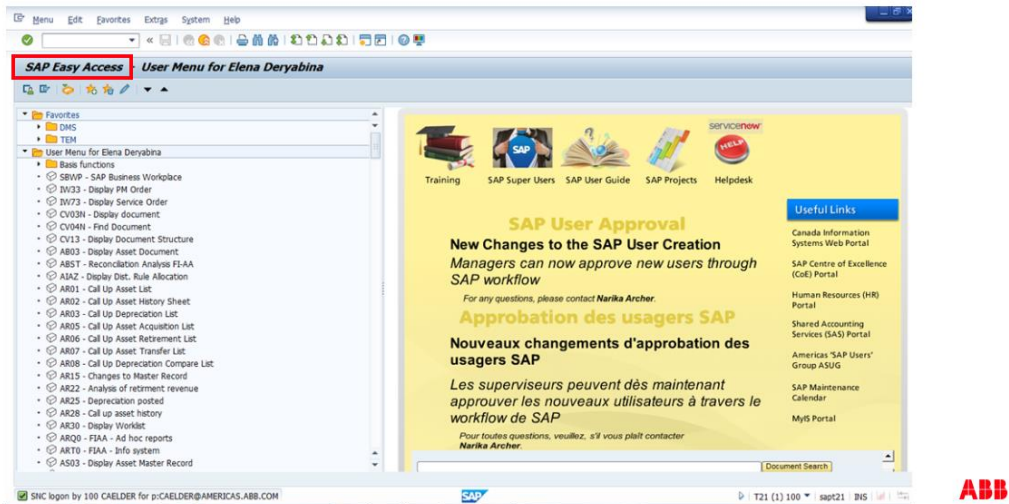 Menu Edit Favorites Extras System Help
SAP Easy Access - User Menu for Elena Deryabina
Favorites
DMS
TEM
User Menu for Elena Deryabina
Basis functions
SBWP - SAP Business Workplace
IW33 - Display PM Order
IW73 - Display Service Order
CV03N - Display document
CV04N - Find Document
CV13 - Display Document Structure
AB03 - Display Asset Document
ABST - Reconciliation Analysis FI-AA
AIAZ - Display Dist. Rule Allocation
AR01 - Call Up Asset List
AR02 - Call Up Asset History Sheet
AR03 - Call Up Depreciation List
AR05 - Call Up Asset Acquisition List
AR06 - Call Up Asset Retirement List
AR07 - Call Up Asset Transfer List
AR08 - Call Up Depreciation Compare List
AR15 - Changes to Master Record
AR22 - Analysis of retirment revenue
AR25 - Depreciation posted
AR28 - Call up asset history
AR30 - Display Worklist
ARQ0 - FIAA - Ad hoc reports
ART0 - FIAA - Info system
AS03 - Display Asset Master Record
servicenow
SAP
HELP
Training SAP Super Users SAP User Guide SAP Projects Helpdesk
SAP User Approval
New Changes to the SAP User Creation
Managers can now approve new users through
SAP workflow
For any questions, please contact Narika Archer.
Approbation des usagers SAP
Nouveaux changements d'approbation des
usagers SAP
Les superviseurs peuvent dès maintenant
approuver les nouveaux utilisateurs à travers le
workflow de SAP
Pour toutes questions, veuillez, s'il vous plaît contacter
Narika Archer.
Useful Links
Canada Information
Systems Web Portal
SAP Centre of Excellence
(CoE) Portal
Human Resources (HR)
Portal
Shared Accounting
Services (SAS) Portal
Americas 'SAP Users'
Group ASUG
SAP Maintenance
Calendar
MyIS Portal
Document Search
SNC logon by 100 CAELDER for p:CAELDER@AMERICAS.ABB.COM
SAP
T21 (1) 100 sapt21 INS
ABB